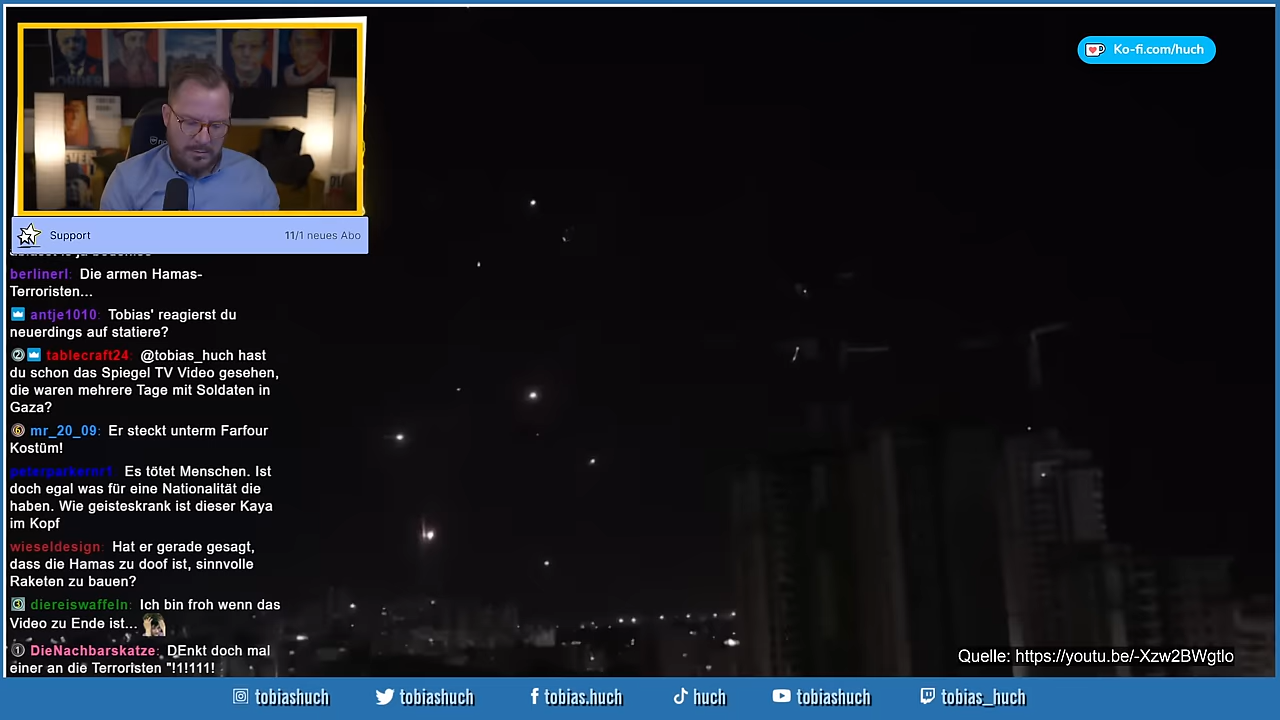 Ko-fi.com/huch
Support
11/1 neues Abo
berlinerl: Die armen Hamas-
Terroristen...
antje1010: Tobias' reagierst du
neuerdings auf statiere?
2 tablecraft24: @tobias_huch hast
du schon das Spiegel TV Video gesehen,
die waren mehrere Tage mit Soldaten in
Gaza?
6 mr_20_09: Er steckt unterm Farfour
Kostüm!
peterparkernr1: Es tötet Menschen. Ist
doch egal was für eine Nationalität die
haben. Wie geisteskrank ist dieser Kaya
im Kopf
wieseldesign: Hat er gerade gesagt,
dass die Hamas zu doof ist, sinnvolle
Raketen zu bauen?
diereiswaffeln: Ich bin froh wenn das
Video zu Ende ist...
1 DieNachbarskatze: DEnkt doch mal
einer an die Terroristen "!1!111!
Quelle: https://youtu.be/-Xzw2BWgtIo
tobiashuch
tobiashuch
tobias.huch
huch
tobiashuch
tobias_huch